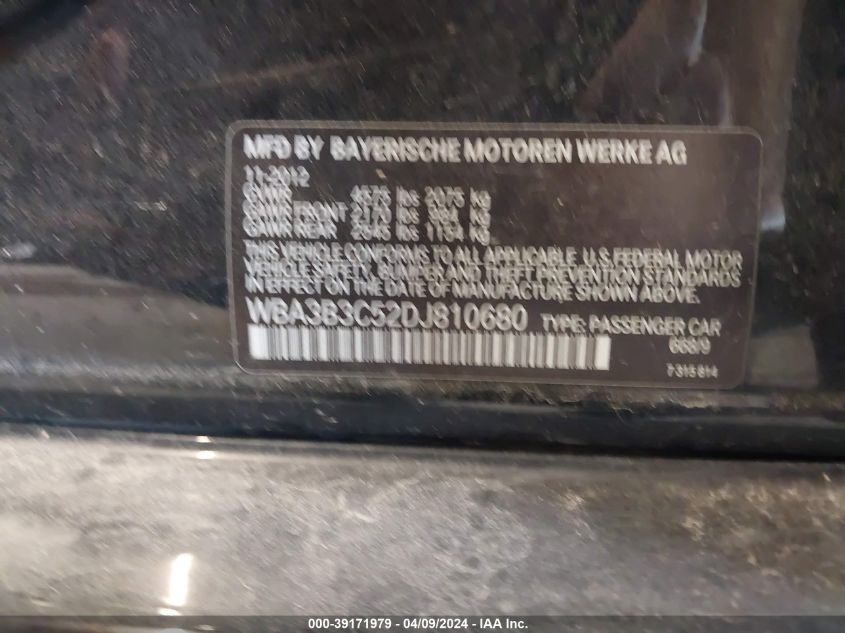 MFD BY BAYERISCHE MOTOREN WERKE AG
11-2012
GVWR 4575 lbs 2075 kg
GAWR FRONT 2170 lbs 984 kg
GAWR REAR 2545 lbs 1154 kg
THIS VEHICLE CONFORMS TO ALL APPLICABLE U.S. FEDERAL MOTOR
VEHICLE SAFETY, BUMPER AND THEFT PREVENTION STANDARDS
IN EFFECT ON THE DATE OF MANUFACTURE SHOWN ABOVE.
WBA3B3C52DJ810680 TYPE: PASSENGER CAR
668/9
7 315 814
000-39171979 | 04/09/2024 - IAA Inc.